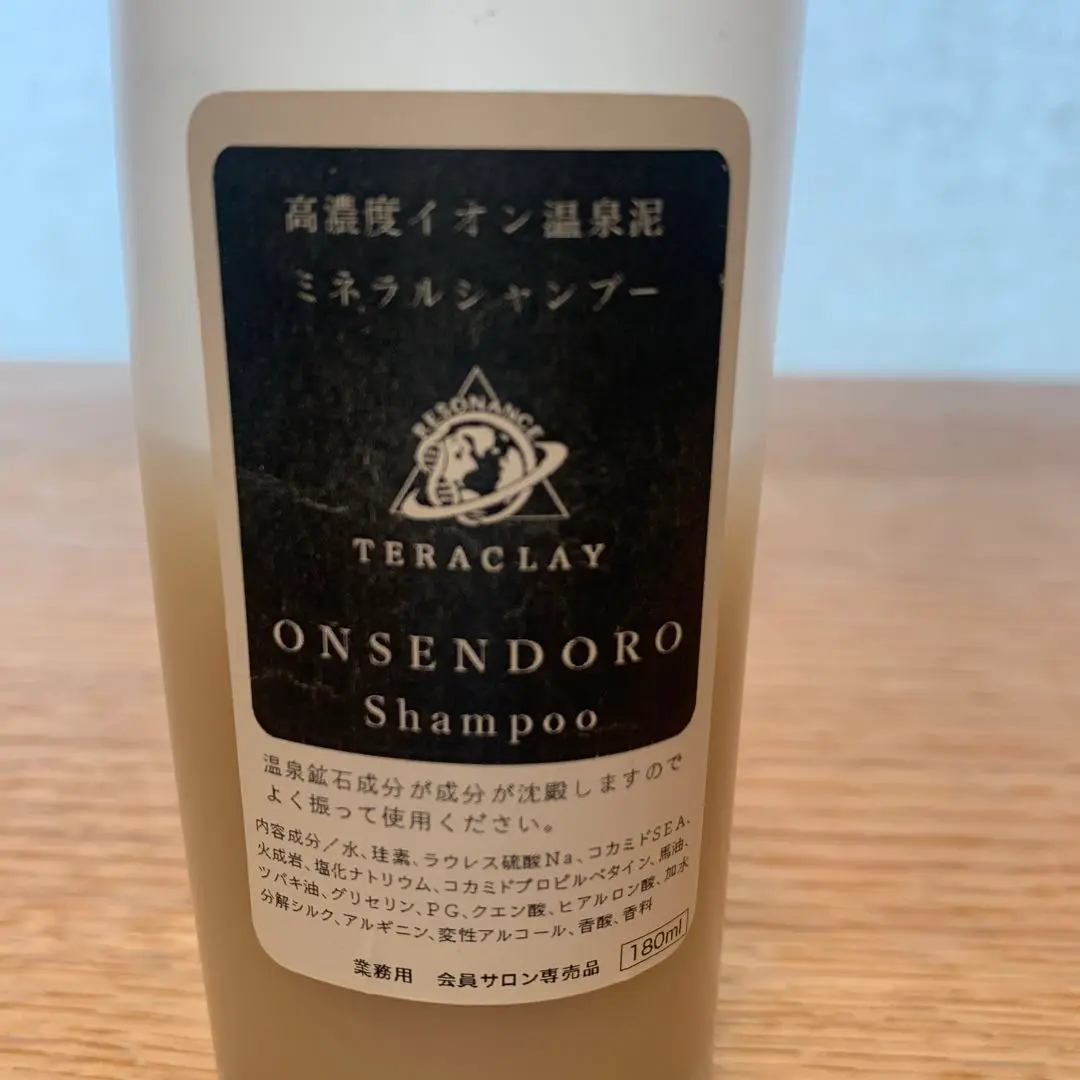 高濃度イオン温泉泥
ミネラルシャンプー
RESONANCE
TERACLAY
ONSENDORO
Shampoo
温泉鉱石成分が成分が沈殿しますので
よく振って使用ください。
内容成分／水、珪素、ラウレス硫酸Na、コカミドSEA、
火成岩、塩化ナトリウム、コカミドプロピルベタイン、馬油、
ツバキ油、グリセリン、PG、クエン酸、ヒアルロン酸、加水
分解シルク、アルギニン、変性アルコール、香酸、香料
180ml
業務用 会員サロン専売品